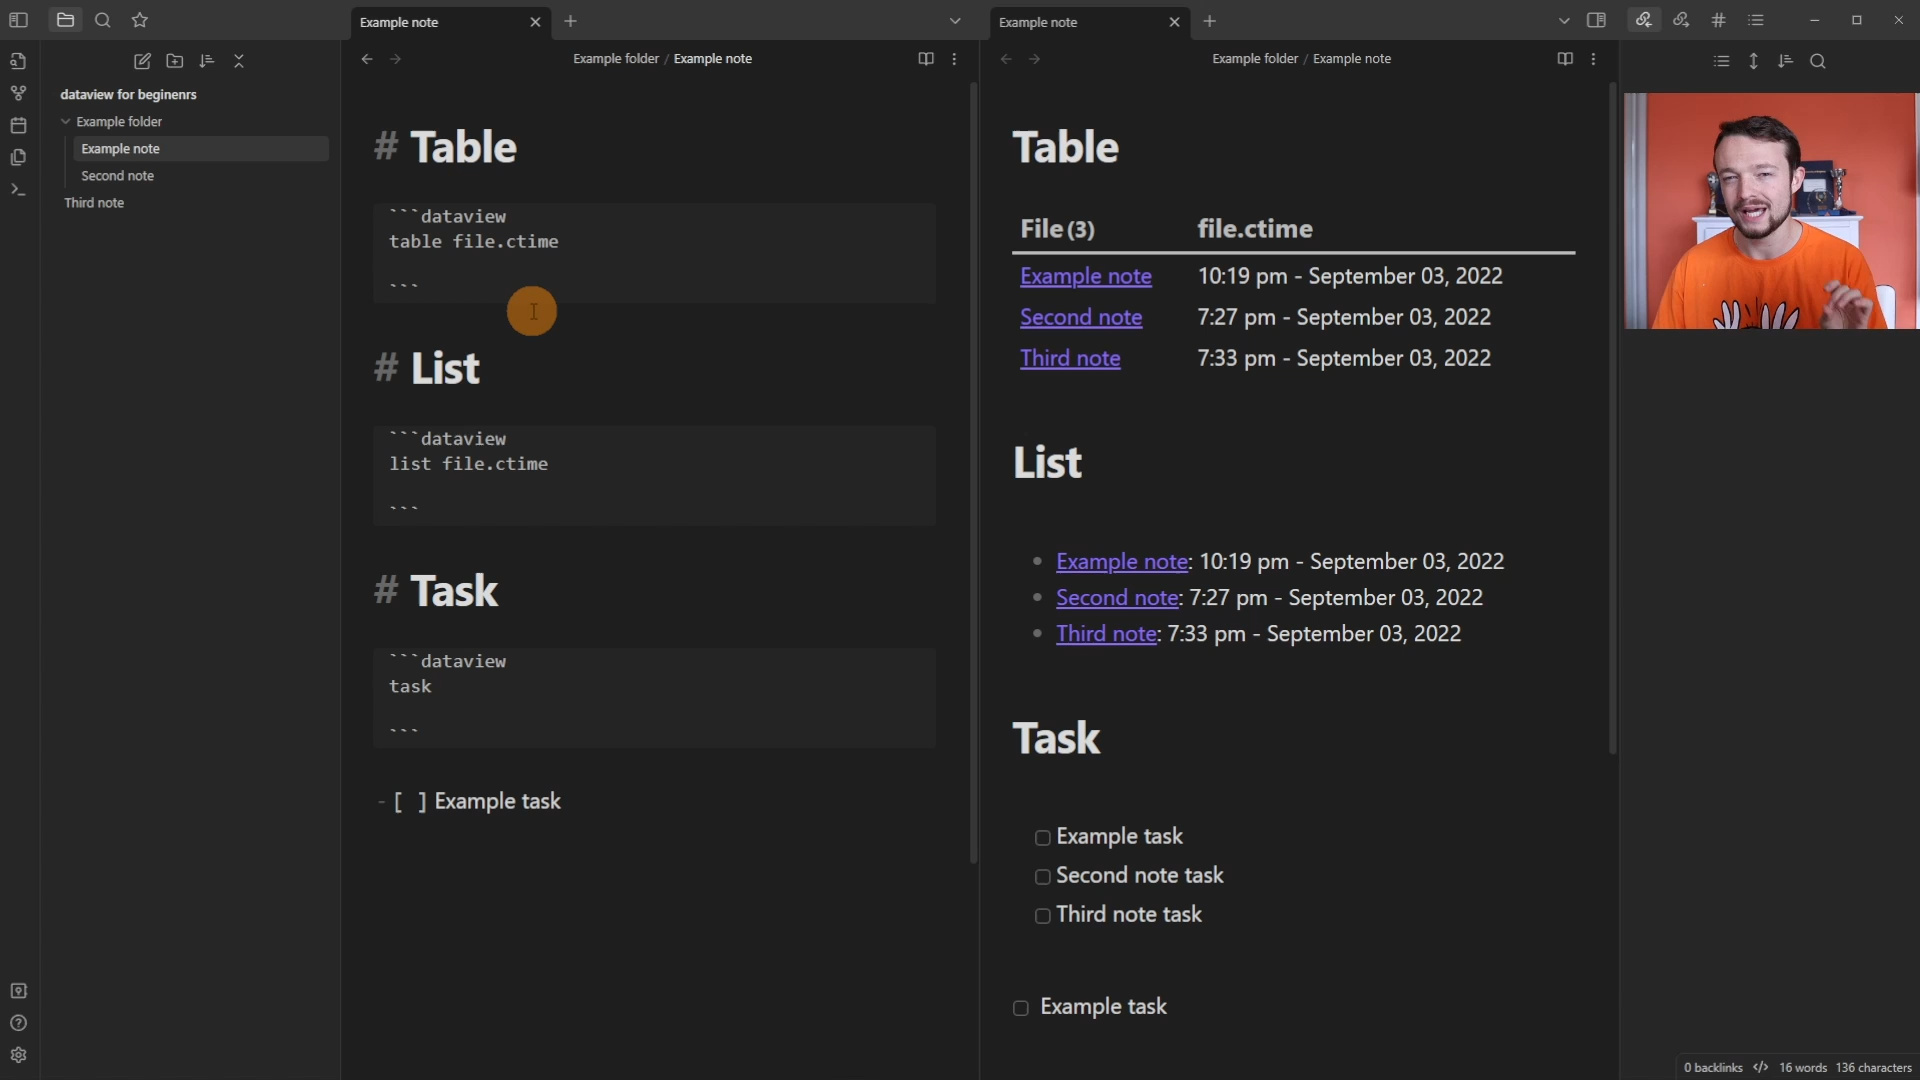 Example note
Example note
Example folder / Example note
Example folder / Example note
dataview for beginenrs
Example folder
Example note
Second note
Third note
# Table
```dataview
table file.ctime
```
# List
```dataview
list file.ctime
```
# Task
```dataview
task
```
- [ ] Example task
Table
File (3) file.ctime
Example note 10:19 pm - September 03, 2022
Second note 7:27 pm - September 03, 2022
Third note 7:33 pm - September 03, 2022
List
Example note: 10:19 pm - September 03, 2022
Second note: 7:27 pm - September 03, 2022
Third note: 7:33 pm - September 03, 2022
Task
Example task
Second note task
Third note task
Example task
0 backlinks </> 16 words 136 characters